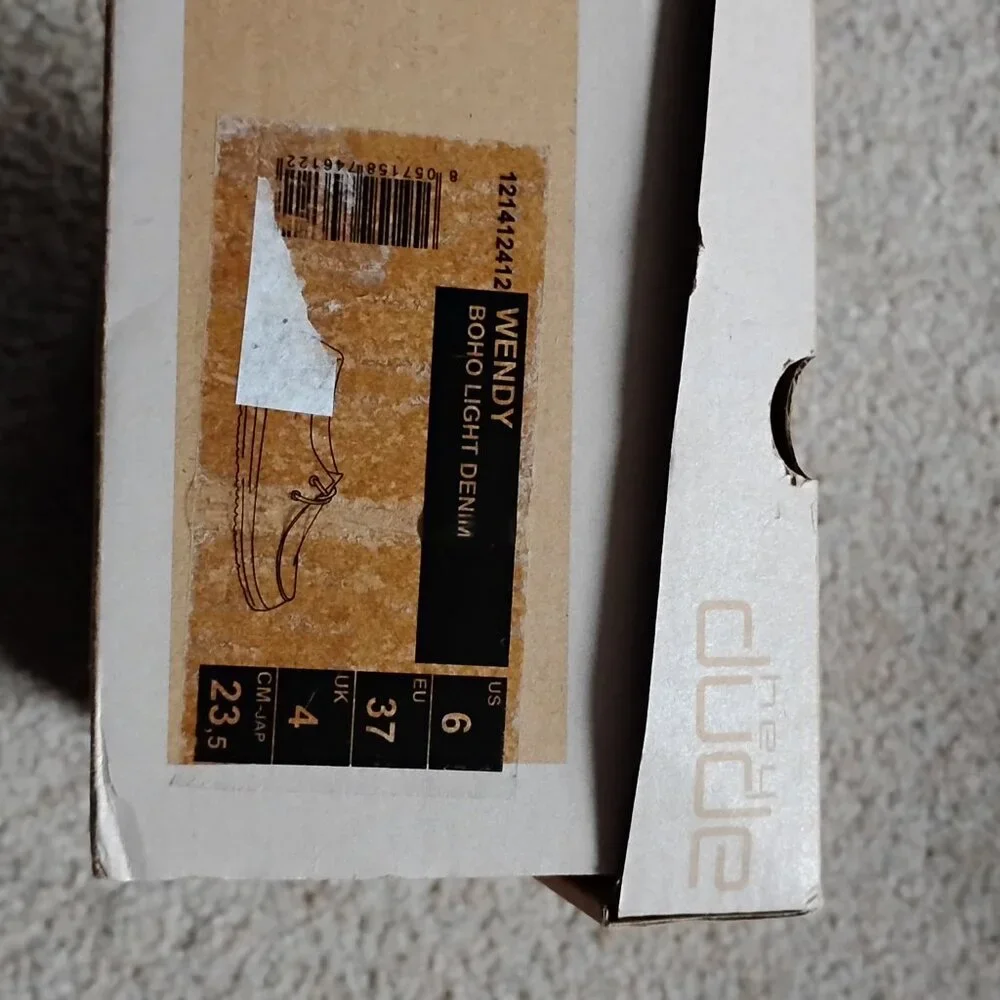 hey
dude
121412412
WENDY
BOHO LIGHT DENIM
8 057158 746122
US
6
EU
37
UK
4
CM-JAP
23,5